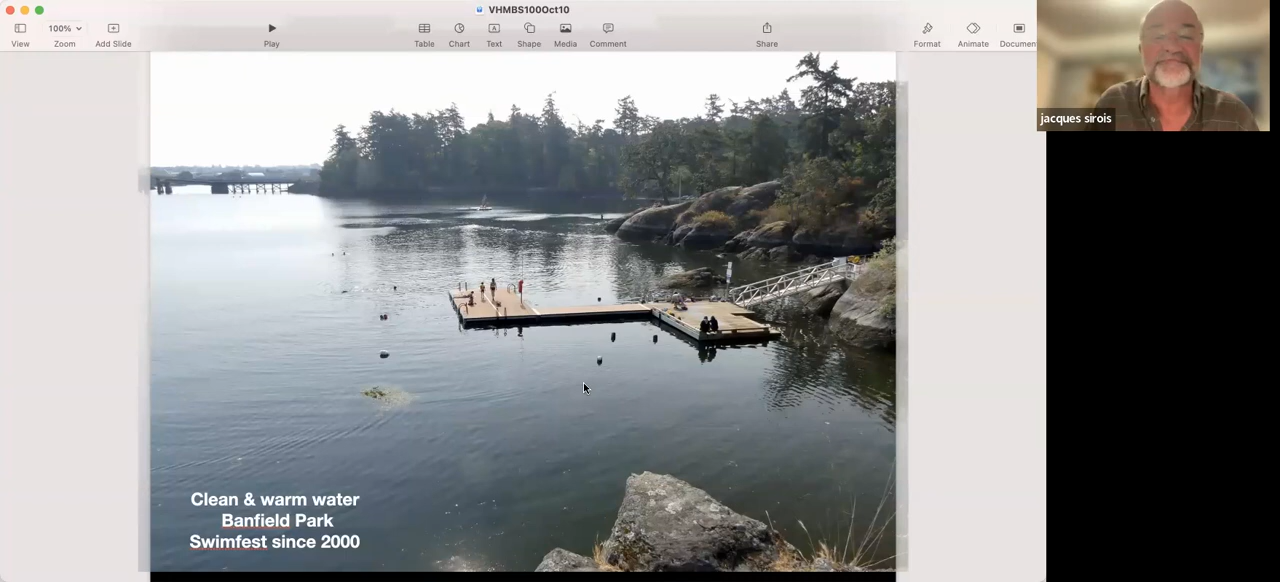 VHMBS100Oct10
View
100%
Zoom
Add Slide
Play
Table
Chart
Text
Shape
Media
Comment
Share
Format
Animate
Documen
jacques sirois
Clean & warm water
Banfield Park
Swimfest since 2000